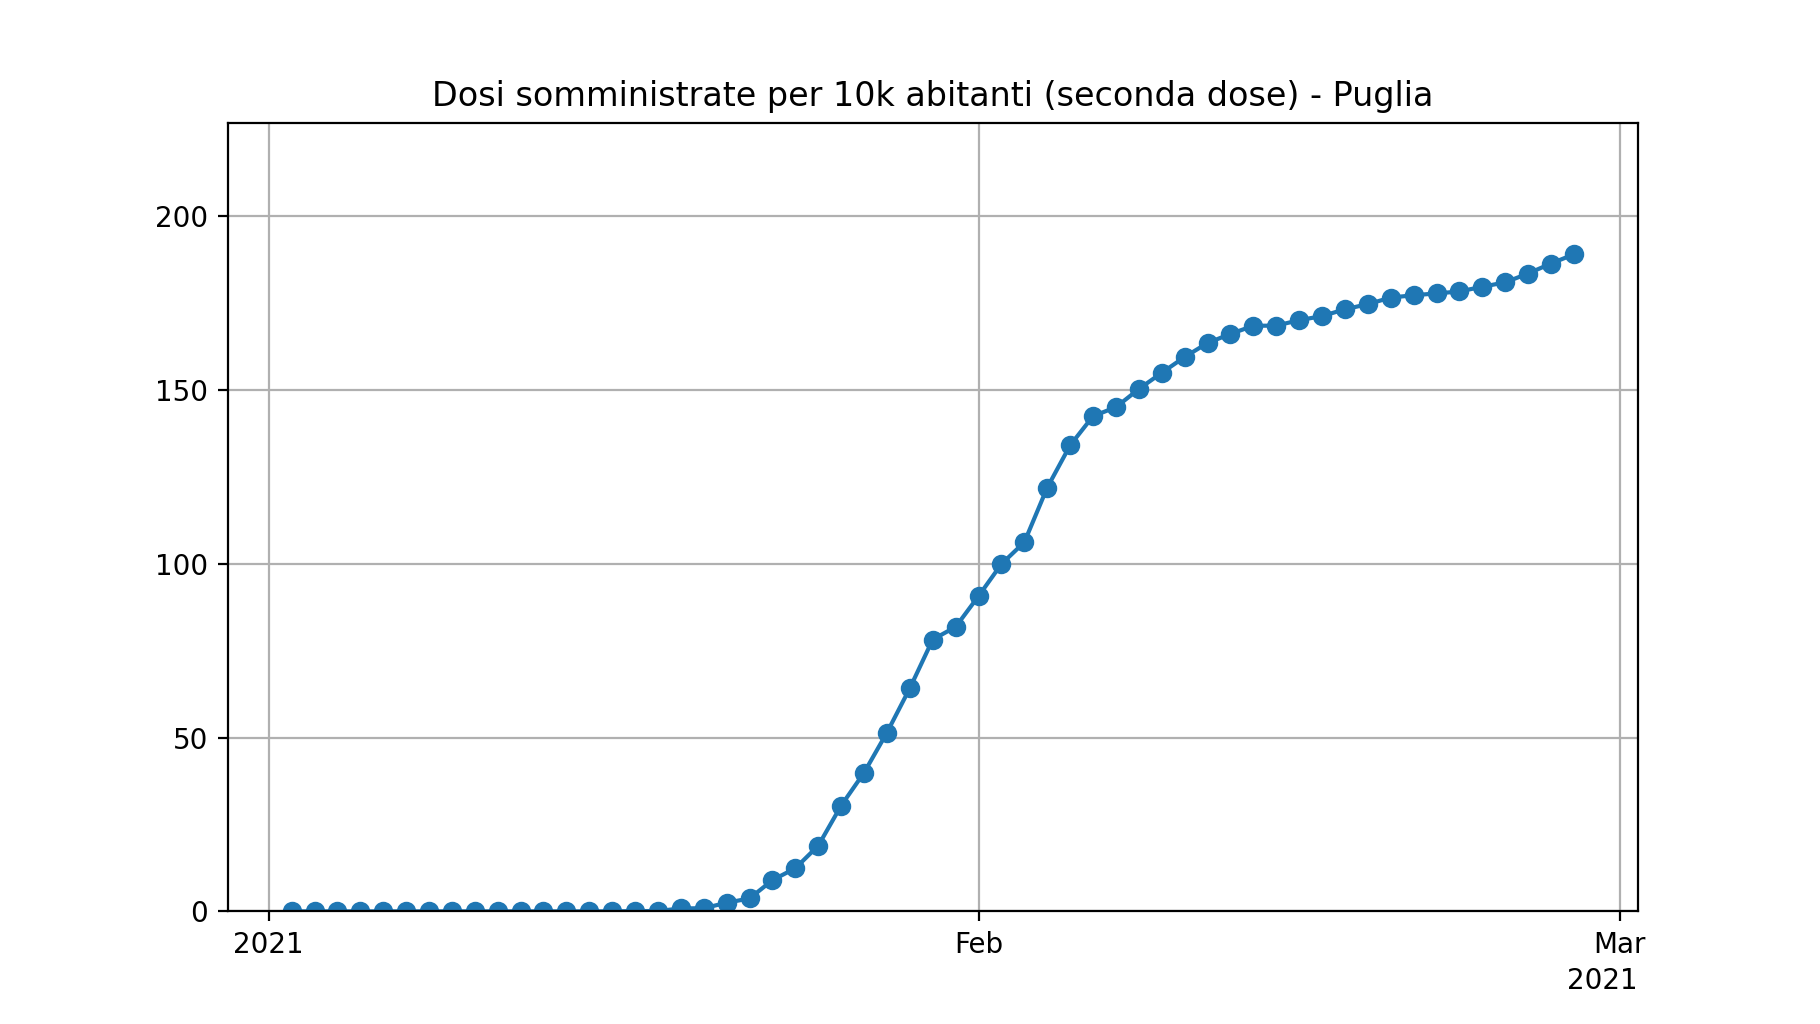 Dosi somministrate per 10k abitanti (seconda dose) - Puglia
200
150
100
50
0
2021
Feb
Mar
2021